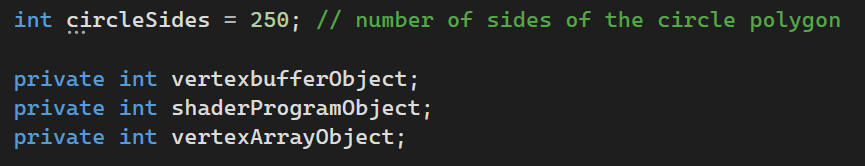 int circleSides = 250; // number of sides of the circle polygon
private int vertexbufferObject;
private int shaderProgramObject;
private int vertexArrayObject;